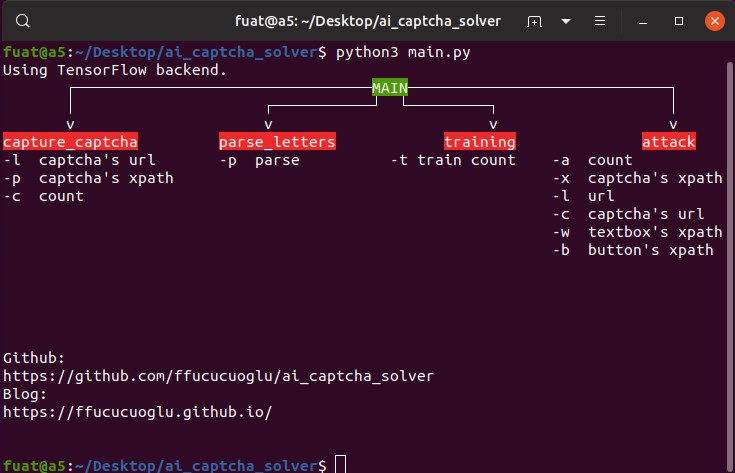 fuat@a5: ~/Desktop/ai_captcha_solver
fuat@a5:~/Desktop/ai_captcha_solver$ python3 main.py
Using TensorFlow backend.
MAIN
v v v v
capture_captcha parse_letters training attack
-l captcha's url -p parse -t train count -a count
-p captcha's xpath -x captcha's xpath
-c count -l url
-c captcha's url
-w textbox's xpath
-b button's xpath
Github:
https://github.com/ffucucuoglu/ai_captcha_solver
Blog:
https://ffucucuoglu.github.io/
fuat@a5:~/Desktop/ai_captcha_solver$